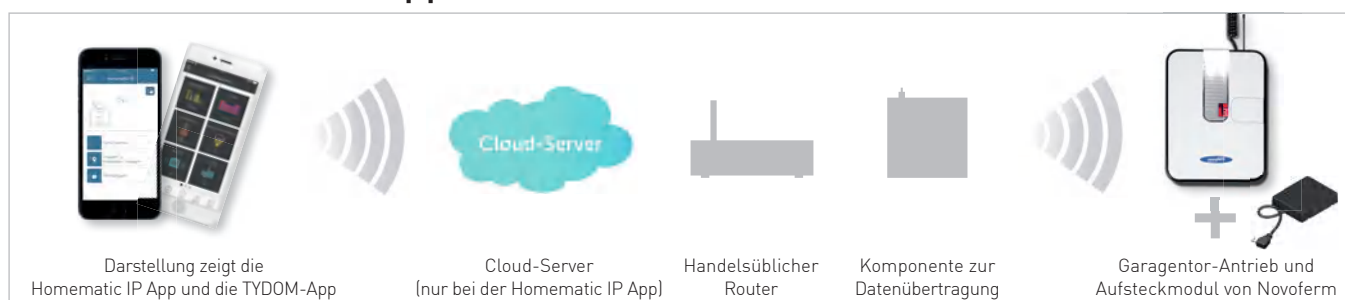 Cloud-Server
Darstellung zeigt die
Homematic IP App und die TYDOM-App
Cloud-Server
(nur bei der Homematic IP App)
Handelsüblicher
Router
Komponente zur
Datenübertragung
Garagentor-Antrieb und
Aufsteckmodul von Novoferm